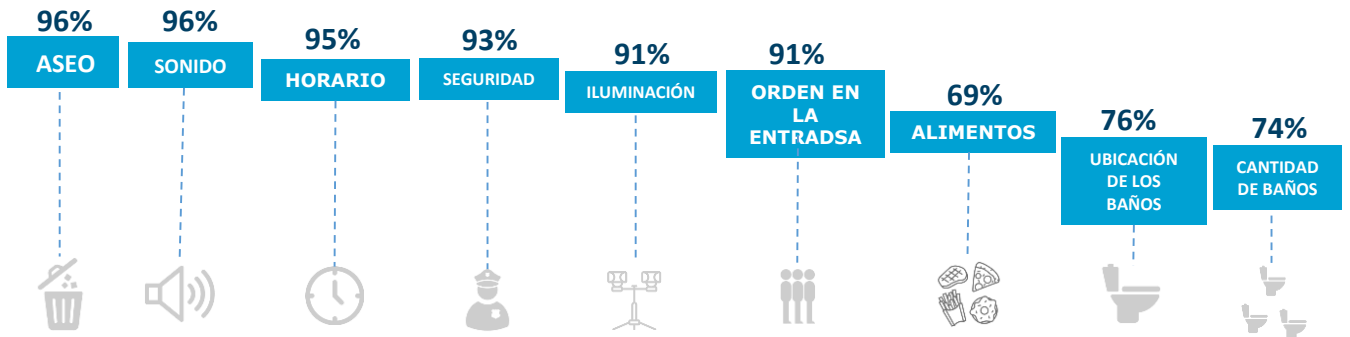 96%
ASEO
96%
SONIDO
95%
HORARIO
93%
SEGURIDAD
91%
ILUMINACIÓN
91%
ORDEN EN
LA
ENTRADSA
69%
ALIMENTOS
76%
UBICACIÓN
DE LOS
BAÑOS
74%
CANTIDAD
DE BAÑOS